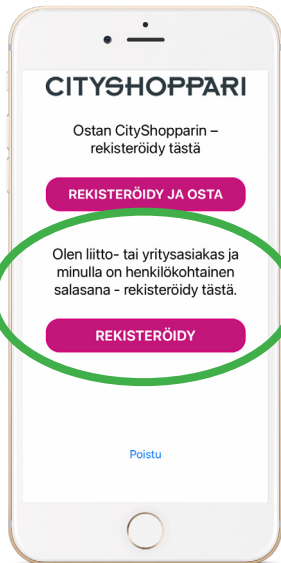 CITYSHOPPARI
Ostan CityShopparin –
rekisteröidy tästä
REKISTERÖIDY JA OSTA
Olen liitto- tai yritysasiakas ja
minulla on henkilökohtainen
salasana - rekisteröidy tästä.
REKISTERÖIDY
Poistu